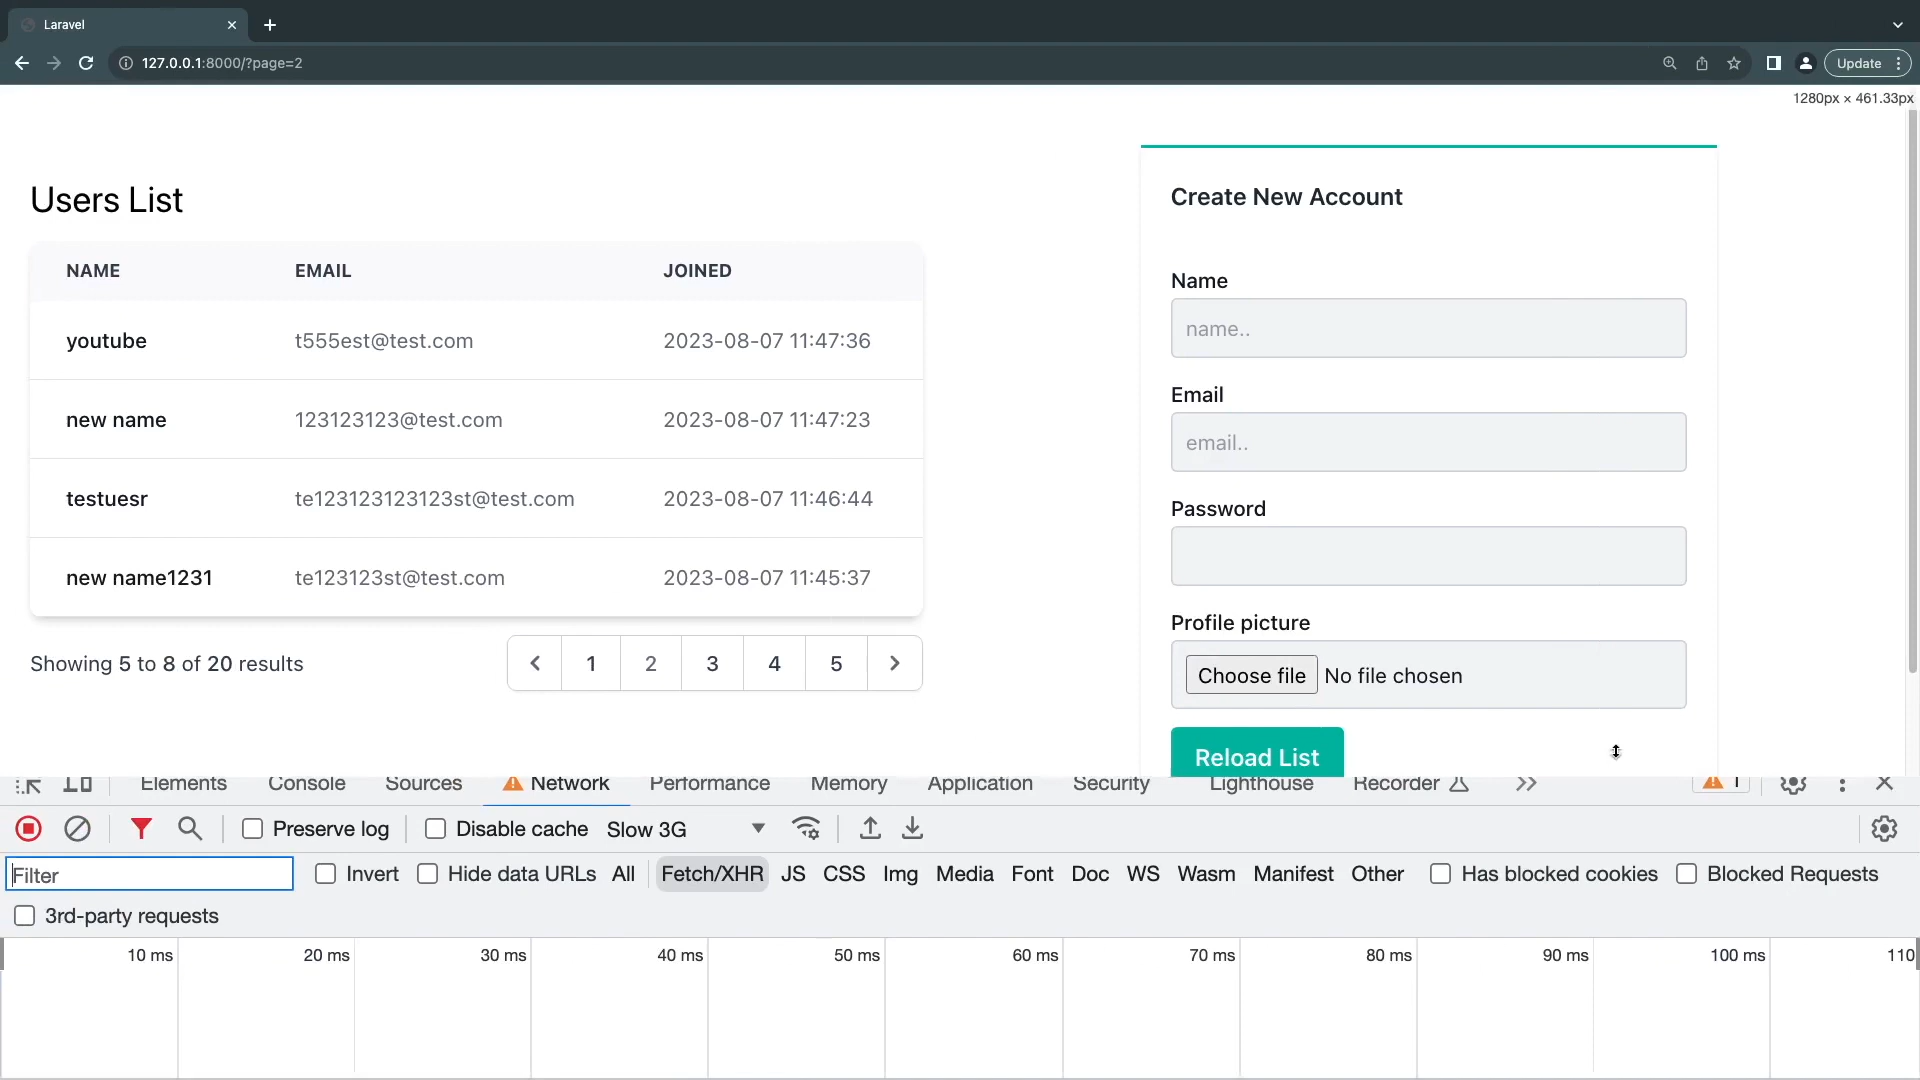 Laravel
127.0.0.1:8000/?page=2
Update
1280px × 461.33px
Users List
NAME EMAIL JOINED
youtube t555est@test.com 2023-08-07 11:47:36
new name 123123123@test.com 2023-08-07 11:47:23
testuesr te123123123123st@test.com 2023-08-07 11:46:44
new name1231 te123123st@test.com 2023-08-07 11:45:37
Showing 5 to 8 of 20 results
1 2 3 4 5
Create New Account
Name
name..
Email
email..
Password
Profile picture
Choose file No file chosen
Reload List
Elements Console Sources Network Performance Memory Application Security Lighthouse Recorder 1
Preserve log Disable cache Slow 3G
Filter Invert Hide data URLs All Fetch/XHR JS CSS Img Media Font Doc WS Wasm Manifest Other Has blocked cookies Blocked Requests
3rd-party requests
10 ms 20 ms 30 ms 40 ms 50 ms 60 ms 70 ms 80 ms 90 ms 100 ms 110